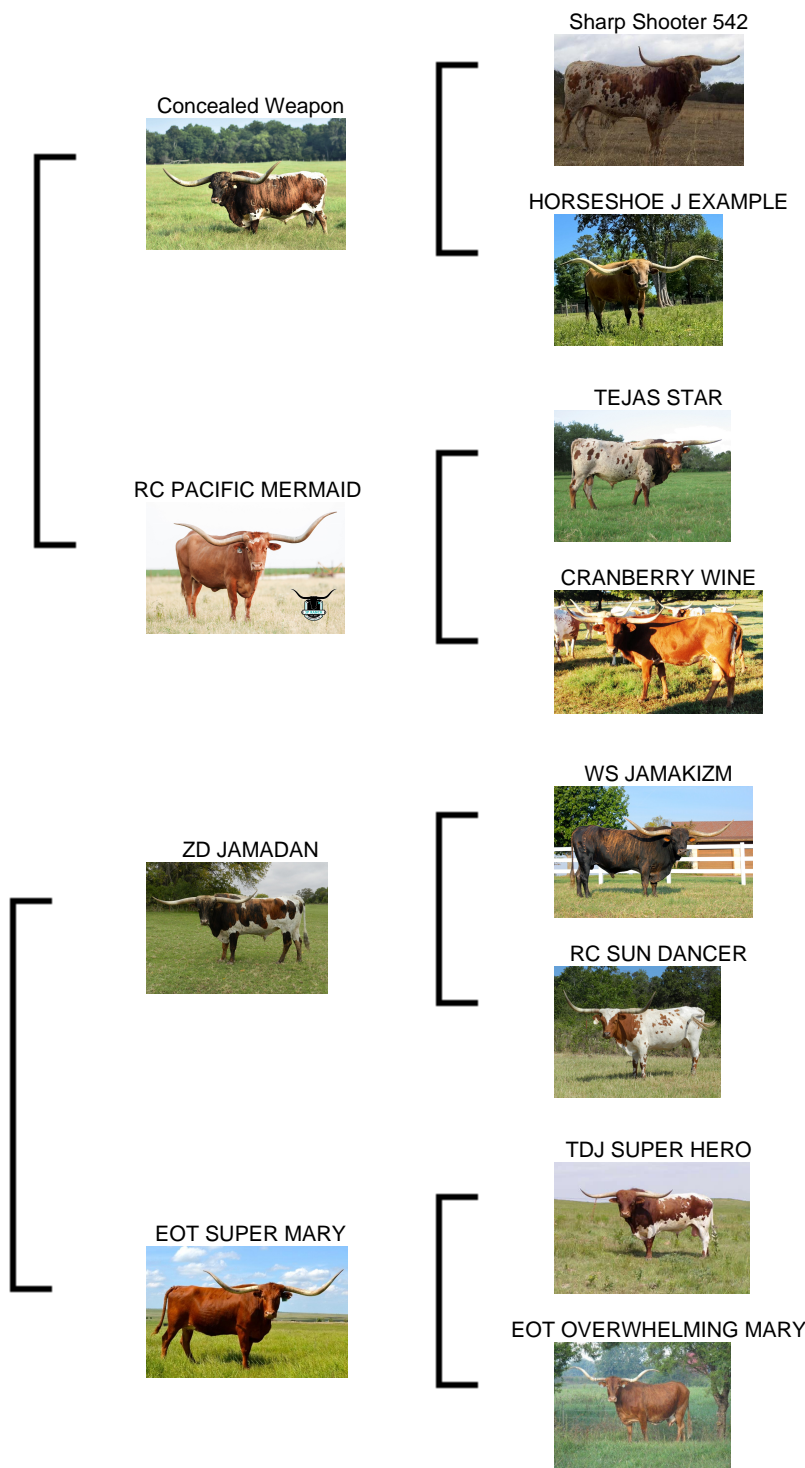 Sharp Shooter 542
Concealed Weapon
HORSESHOE J EXAMPLE
TEJAS STAR
RC PACIFIC MERMAID
CRANBERRY WINE
WS JAMAKIZM
ZD JAMADAN
RC SUN DANCER
TDJ SUPER HERO
EOT SUPER MARY
EOT OVERWHELMING MARY